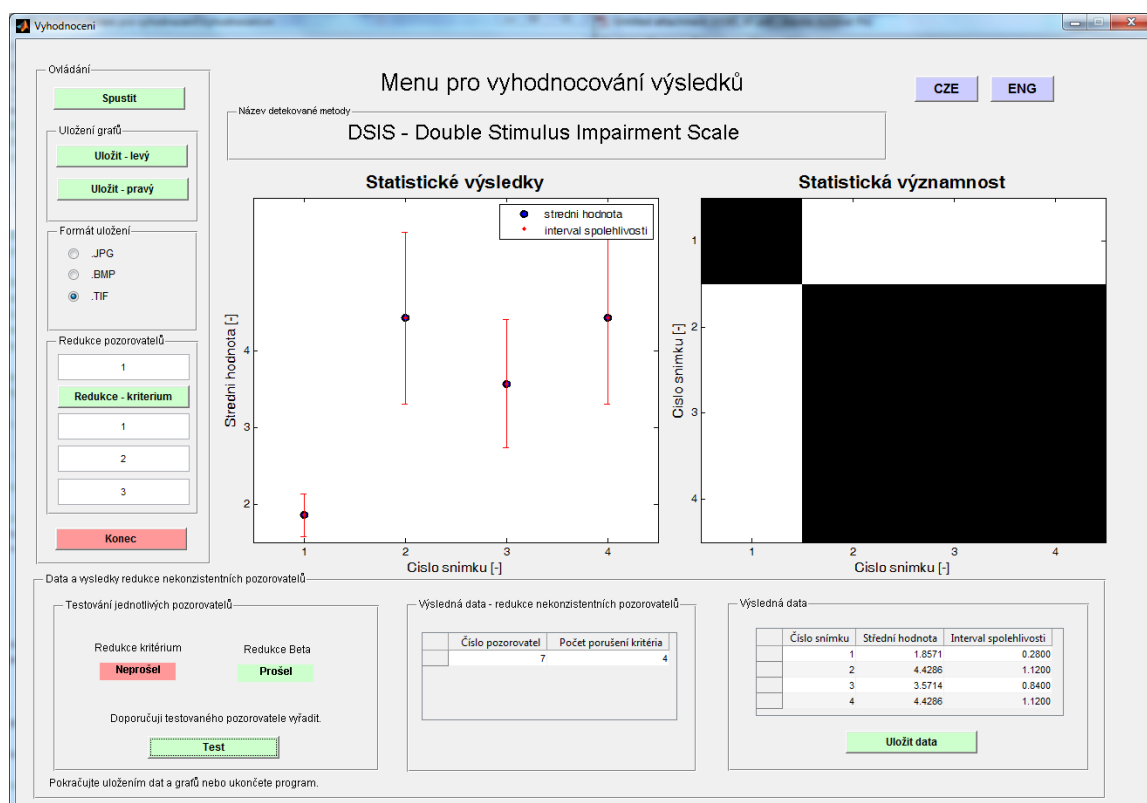 Vyhodnoceni
Ovládání
Spustit
Uložení grafů
Uložit - levý
Uložit - pravý
Formát uložení
.JPG
.BMP
.TIF
Redukce pozorovatelů
1
Redukce - kriterium
1
2
3
Konec
Menu pro vyhodnocování výsledků
CZE
ENG
Název detekované metody
DSIS - Double Stimulus Impairment Scale
Statistické výsledky
stredni hodnota
interval spolehlivosti
Stredni hodnota [-]
4
3
2
1 2 3 4
Cislo snimku [-]
Statistická významnost
Cislo snimku [-]
1
2
3
4
1 2 3 4
Cislo snimku [-]
Data a vysledky redukce nekonzistentních pozorovatelů
Testování jednotlivých pozorovatelů
Redukce kritérium
Neprošel
Redukce Beta
Prošel
Doporučuji testovaného pozorovatele vyřadit.
Test
Výsledná data - redukce nekonzistentních pozorovatelů
Číslo pozorovatel Počet porušení kritéria
7 4
Výsledná data
Číslo snímku Střední hodnota Interval spolehlivosti
1 1.8571 0.2800
2 4.4286 1.1200
3 3.5714 0.8400
4 4.4286 1.1200
Uložit data
Pokračujte uložením dat a grafů nebo ukončete program.